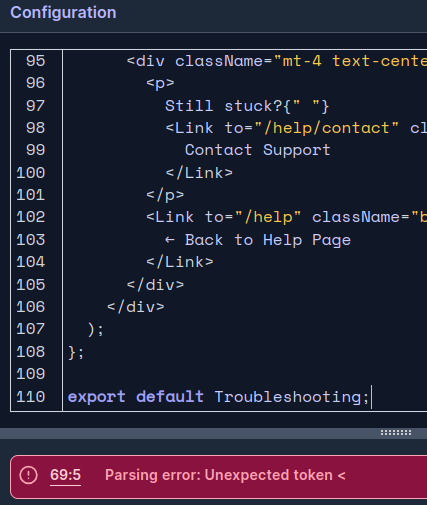 Configuration
95 <div className="mt-4 text-cente
96 <p>
97 Still stuck?{" "}
98 <Link to="/help/contact" cl
99 Contact Support
100 </Link>
101 </p>
102 <Link to="/help" className="b
103 ← Back to Help Page
104 </Link>
105 </div>
106 </div>
107 );
108 };
109
110 export default Troubleshooting;
69:5 Parsing error: Unexpected token <